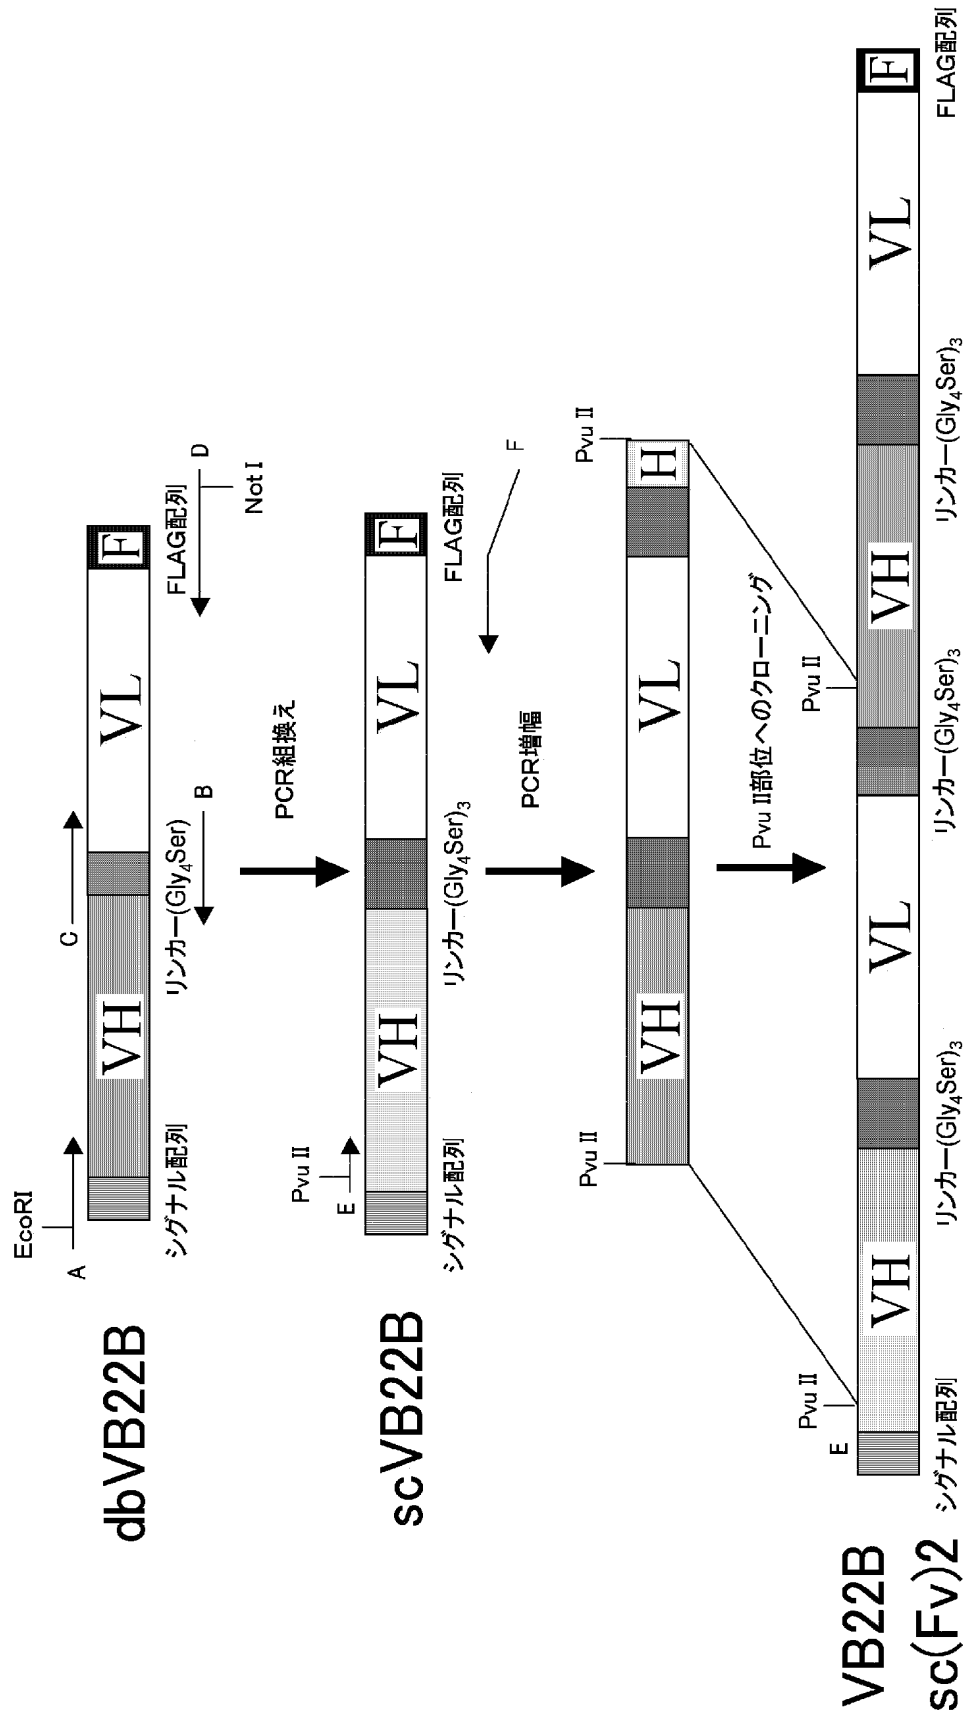 dbVB22B
EcoRI
A
C
VH
VL
F
シグナル配列
リンカー(Gly₄Ser)
FLAG配列
B
D
Not I
PCR組換え
scVB22B
Pvu II
E
VH
VL
F
シグナル配列
リンカー(Gly₄Ser)₃
FLAG配列
F
PCR増幅
Pvu II
Pvu II
VH
VL
H
Pvu II部位へのクローニング
VB22B
sc(Fv)2
E
Pvu II
Pvu II
VH
VL
VH
VL
F
シグナル配列
リンカー(Gly₄Ser)₃
リンカー(Gly₄Ser)₃
リンカー(Gly₄Ser)₃
FLAG配列